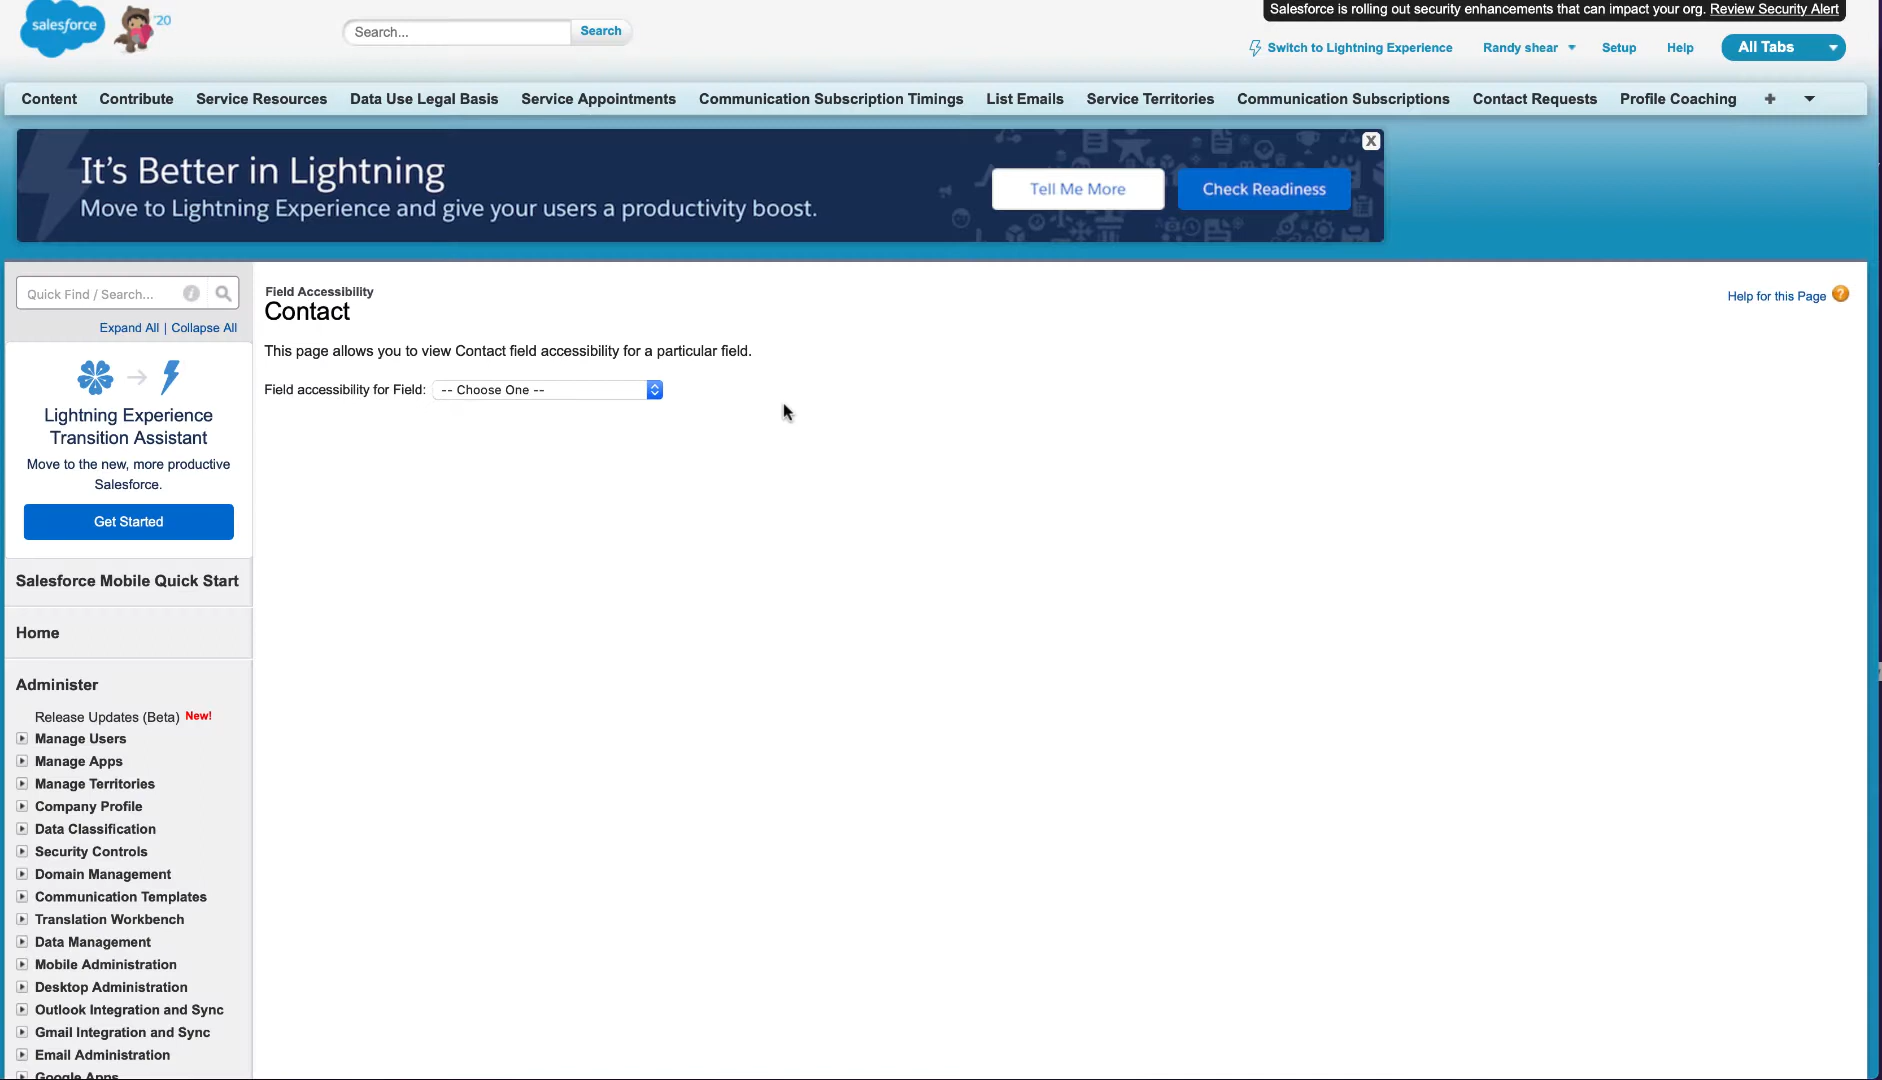 Salesforce is rolling out security enhancements that can impact your org. Review Security Alert
salesforce
'20
Search...
Search
Switch to Lightning Experience
Randy shear
Setup
Help
All Tabs
Content
Contribute
Service Resources
Data Use Legal Basis
Service Appointments
Communication Subscription Timings
List Emails
Service Territories
Communication Subscriptions
Contact Requests
Profile Coaching
+
It's Better in Lightning
Move to Lightning Experience and give your users a productivity boost.
Tell Me More
Check Readiness
X
Quick Find / Search...
i
Expand All | Collapse All
Lightning Experience
Transition Assistant
Move to the new, more productive
Salesforce.
Get Started
Salesforce Mobile Quick Start
Home
Administer
Release Updates (Beta) New!
Manage Users
Manage Apps
Manage Territories
Company Profile
Data Classification
Security Controls
Domain Management
Communication Templates
Translation Workbench
Data Management
Mobile Administration
Desktop Administration
Outlook Integration and Sync
Gmail Integration and Sync
Email Administration
Google Apps
Field Accessibility
Contact
Help for this Page ?
This page allows you to view Contact field accessibility for a particular field.
Field accessibility for Field: -- Choose One --